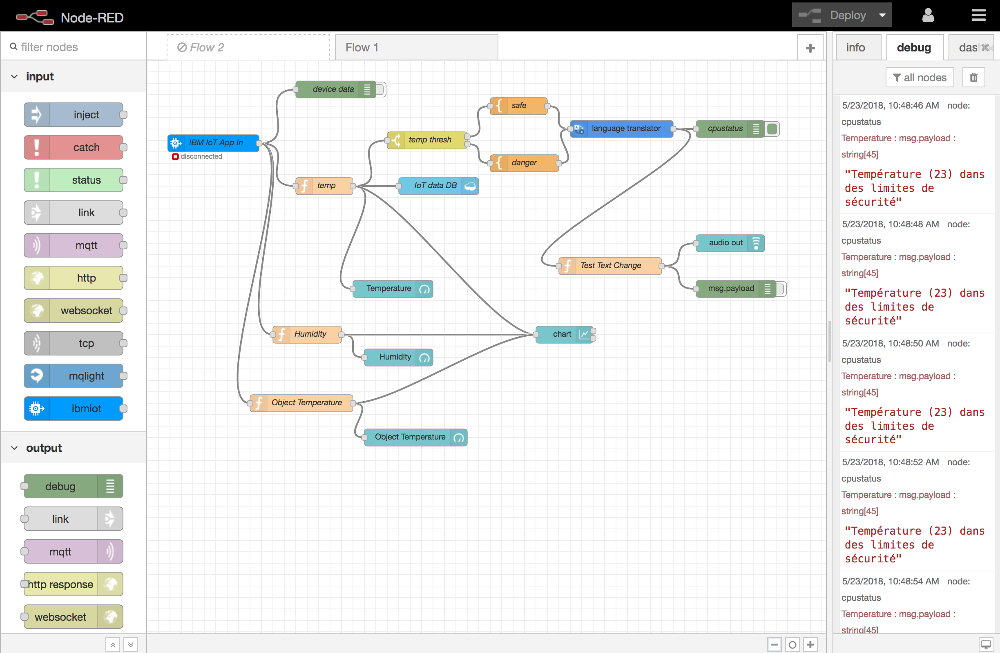 Node-RED
Deploy
filter nodes
Flow 2
Flow 1
info
debug
all nodes
input
inject
catch
status
link
mqtt
http
websocket
tcp
mqlight
ibmiot
output
debug
link
mqtt
http response
websocket
device data
safe
IBM IoT App In
disconnected
temp thresh
language translator
cpustatus
danger
temp
IoT data DB
audio out
Test Text Change
Temperature
msg.payload
Humidity
chart
Humidity
Object Temperature
Object Temperature
5/23/2018, 10:48:46 AM node:
cpustatus
Temperature : msg.payload :
string[45]
"Température (23) dans
des limites de
sécurité"
5/23/2018, 10:48:48 AM node:
cpustatus
Temperature : msg.payload :
string[45]
"Température (23) dans
des limites de
sécurité"
5/23/2018, 10:48:50 AM node:
cpustatus
Temperature : msg.payload :
string[45]
"Température (23) dans
des limites de
sécurité"
5/23/2018, 10:48:52 AM node:
cpustatus
Temperature : msg.payload :
string[45]
"Température (23) dans
des limites de
sécurité"
5/23/2018, 10:48:54 AM node:
cpustatus
Temperature : msg.payload :
string[45]